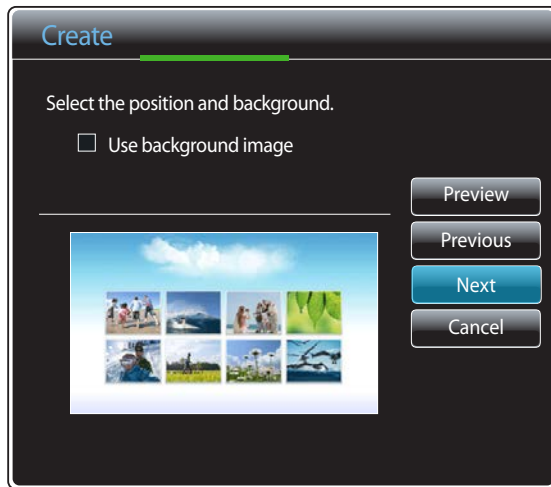 Create
Select the position and background.
Use background image
Preview
Previous
Next
Cancel